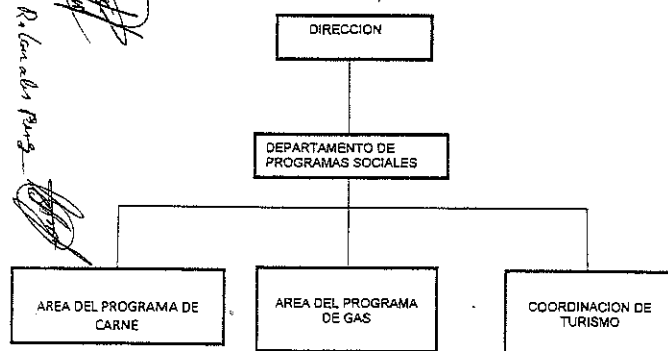 DIRECCION
DEPARTAMENTO DE
PROGRAMAS SOCIALES
AREA DEL PROGRAMA DE
CARNE
AREA DEL PROGRAMA
DE GAS
COORDINACION DE
TURISMO